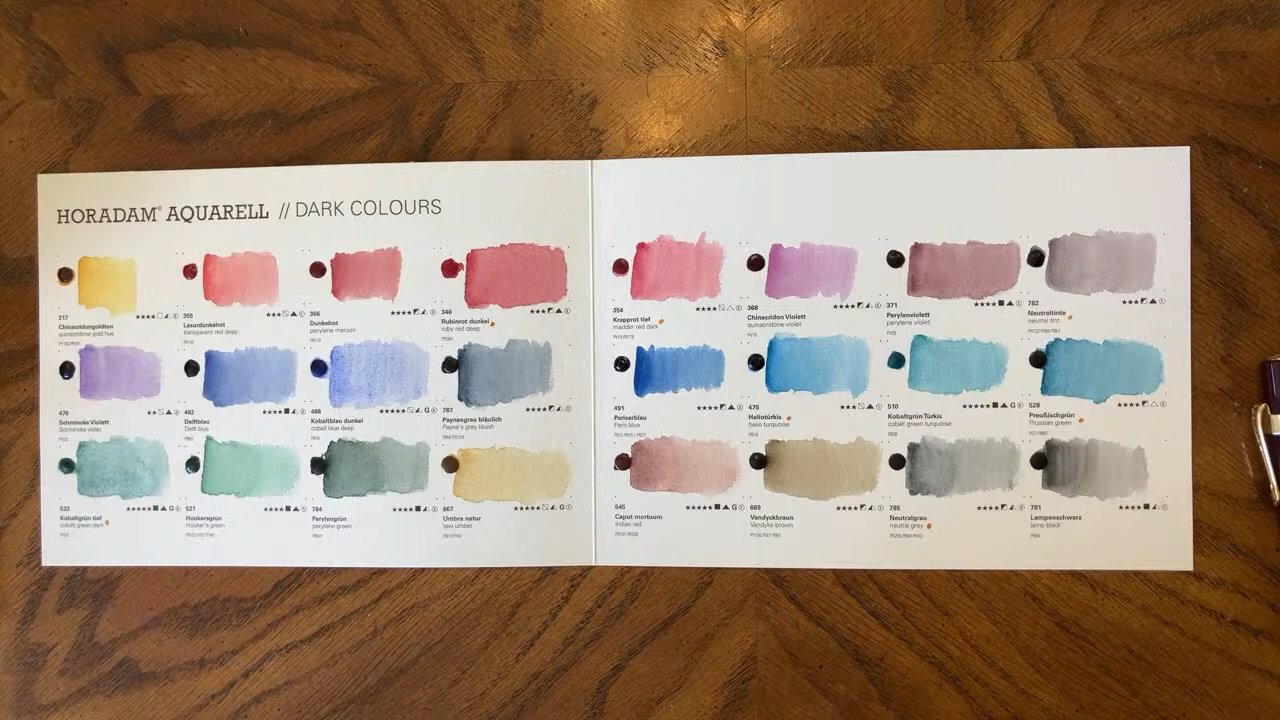 HORADAM® AQUARELL // DARK COLOURS
217
Chinacridongoldton
quinacridone gold hue
355
Lasurdunkelrot
transparent red deep
366
Dunkelrot
perylene maroon
346
Rubinrot dunkel
ruby red deep
354
Krapprot tief
madder red dark
368
Chinacridon Violett
quinacridone violet
371
Perylenviolett
perylene violet
782
Neutraltinte
neutral tint
476
Schmincke Violett
Schmincke violet
482
Delftblau
Delft blue
488
Kobaltblau dunkel
cobalt blue deep
787
Paynesgrau bläulich
Payne's grey bluish
491
Pariserblau
Paris blue
475
Heliotürkis
helio turquoise
510
Kobaltgrün Türkis
cobalt green turquoise
528
Preußischgrün
Prussian green
533
Kobaltgrün tief
cobalt green dark
521
Hookersgrün
Hooker's green
784
Perylengrün
perylene green
667
Umbra natur
raw umber
645
Caput mortuum
Indian red
669
Vandyckbraun
Vandyke brown
785
Neutralgrau
neutral grey
781
Lampenschwarz
lamp black